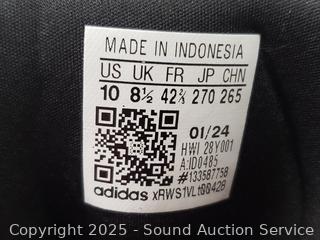 MADE IN INDONESIA
US UK FR JP CHN
10 8½ 42⅔ 270 265
01/24
HWI 28Y001
A:ID0485
#133587758
adidas xRWS1VLt99428
Copyright 2025 - Sound Auction Service